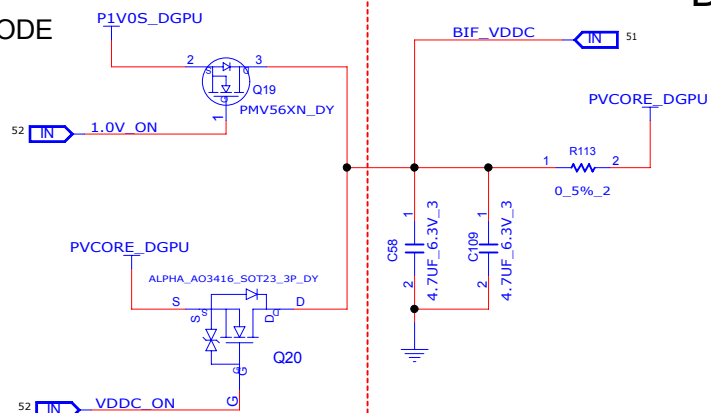 P1V0S_DGPU
ODE
BIF_VDDC
IN
51
2
3
S
D
Q19
G
PMV56XN_DY
1
PVCORE_DGPU
52
IN
1.0V_ON
R113
1
2
0_5%_2
C58
1
2
4.7UF_6.3V_3
C109
1
2
4.7UF_6.3V_3
PVCORE_DGPU
ALPHA_AO3416_SOT23_3P_DY
S
S
S
D
D
D
Q20
G
G
G
52
IN
VDDC_ON